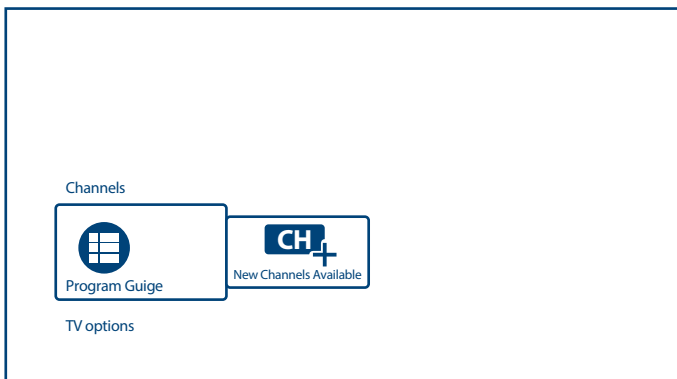 Channels
CH
Program Guige
New Channels Available
TV options